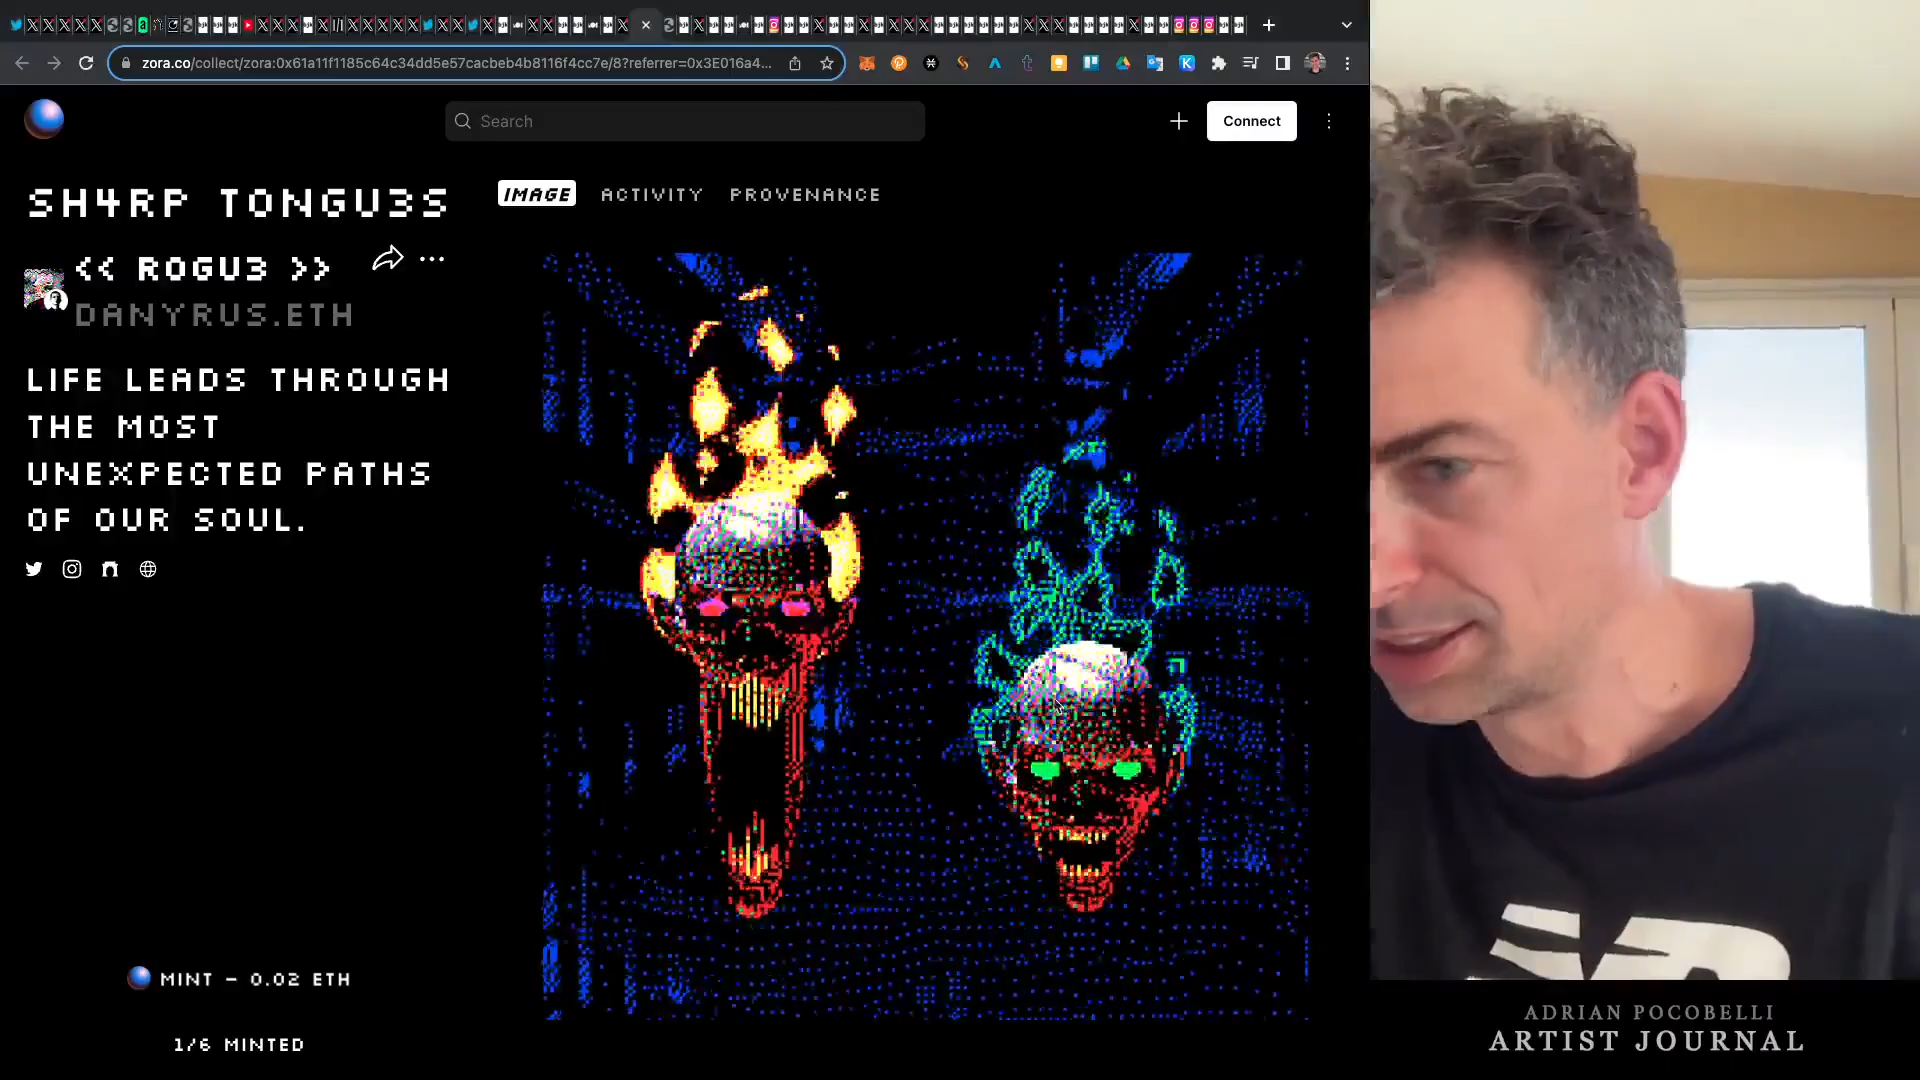 zora.co/collect/zora:0x61a11f1185c64c34dd5e57cacbeb4b8116f4cc7e/8?referrer=0x3E016a4...
Search
Connect
SH4RP TONGU3S
IMAGE ACTIVITY PROVENANCE
<< ROGU3 >>
DANYRUS.ETH
LIFE LEADS THROUGH
THE MOST
UNEXPECTED PATHS
OF OUR SOUL.
MINT – 0.02 ETH
1/6 MINTED
ADRIAN POCOBELLI
ARTIST JOURNAL